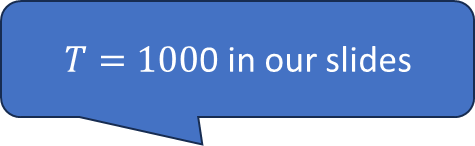 T = 1000 in our slides